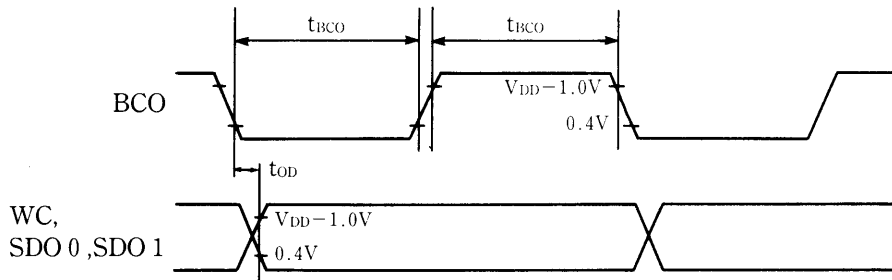 tBCO tBCO
BCO
VDD−1.0V
0.4V
tOD
WC,
SDO 0 ,SDO 1
VDD−1.0V
0.4V